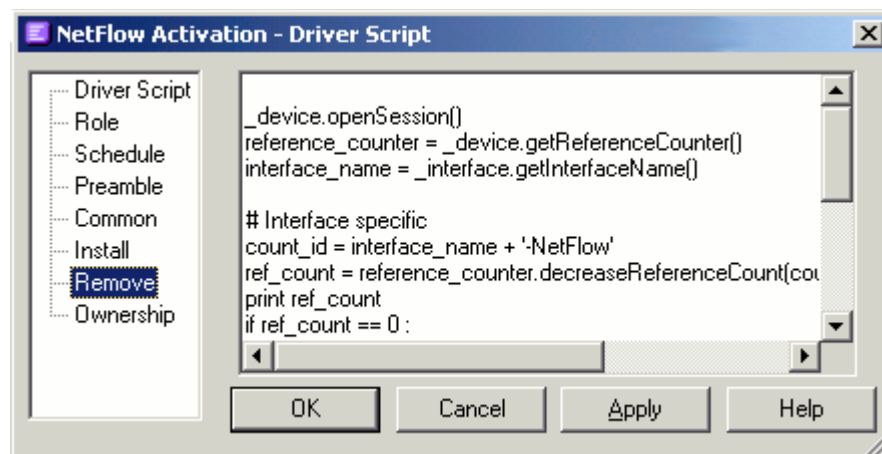 NetFlow Activation - Driver Script
Driver Script
Role
Schedule
Preamble
Common
Install
Remove
Ownership
_device.openSession()
reference_counter = _device.getReferenceCounter()
interface_name = _interface.getInterfaceName()
# Interface specific
count_id = interface_name + '-NetFlow'
ref_count = reference_counter.decreaseReferenceCount(cou
print ref_count
if ref_count == 0 :
OK
Cancel
Apply
Help